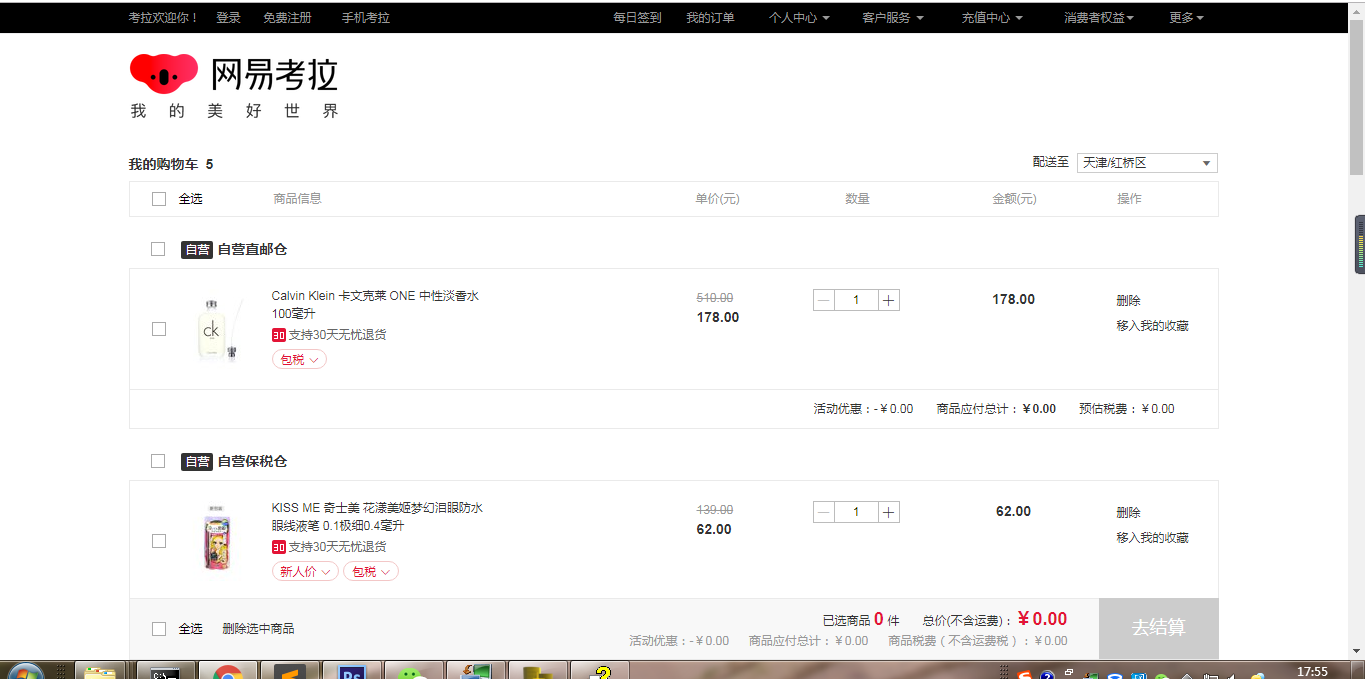 考拉欢迎你！ 登录 免费注册 手机考拉 每日签到 我的订单 个人中心 客户服务 充值中心 消费者权益 更多
网易考拉
我的美好世界
我的购物车 5 配送至 天津/红桥区
全选 商品信息 单价(元) 数量 金额(元) 操作
自营 自营直邮仓
Calvin Klein 卡文克莱 ONE 中性淡香水 510.00 1 178.00 删除
100毫升 178.00
ck
30 支持30天无忧退货 移入我的收藏
包税
活动优惠：-￥0.00 商品应付总计：￥0.00 预估税费：￥0.00
自营 自营保税仓
KISS ME 奇士美 花漾美姬梦幻泪眼防水 139.00 1 62.00 删除
眼线液笔 0.1极细0.4毫升 62.00
30 支持30天无忧退货 移入我的收藏
新人价 包税
全选 删除选中商品 已选商品 0 件 总价(不含运费)：￥0.00 去结算
活动优惠：-￥0.00 商品应付总计：￥0.00 商品税费（不含运费税）：￥0.00
Ps 17:55